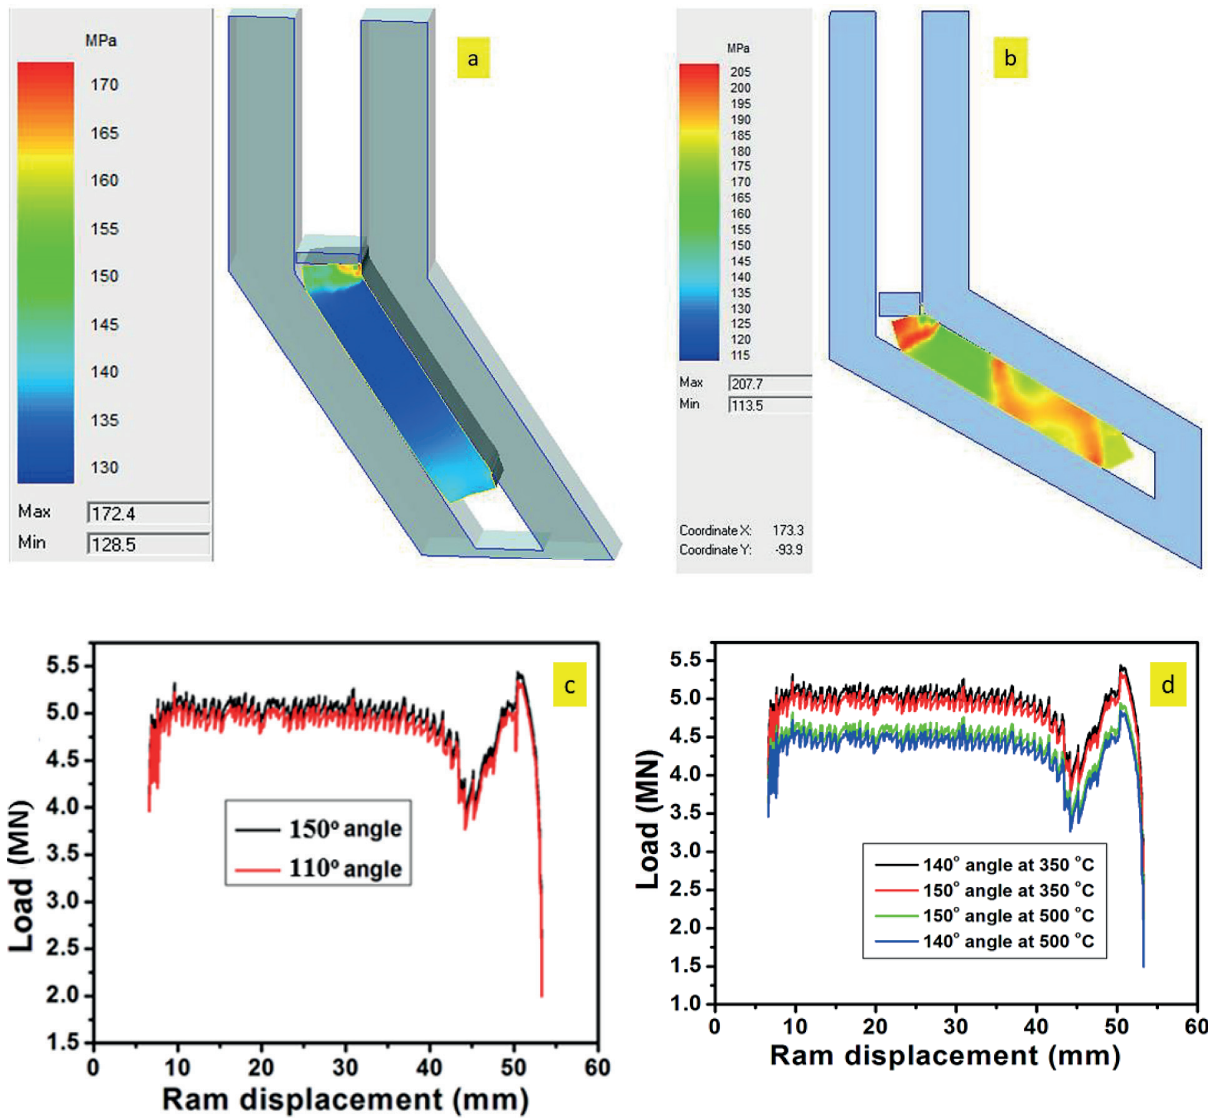 MPa
a
170
165
160
155
150
145
140
135
130
Max 172.4
Min 128.5
MPa
b
205
200
195
190
185
180
175
170
165
160
155
150
145
140
135
130
125
120
115
Max 207.7
Min 113.5
Coordinate X: 173.3
Coordinate Y: -93.9
c
Load (MN)
5.5
5.0
4.5
4.0
3.5
3.0
2.5
2.0
1.5
150º angle
110º angle
0 10 20 30 40 50 60
Ram displacement (mm)
d
Load (MN)
5.5
5.0
4.5
4.0
3.5
3.0
2.5
2.0
1.5
1.0
140° angle at 350 °C
150° angle at 350 °C
150° angle at 500 °C
140° angle at 500 °C
0 10 20 30 40 50 60
Ram displacement (mm)